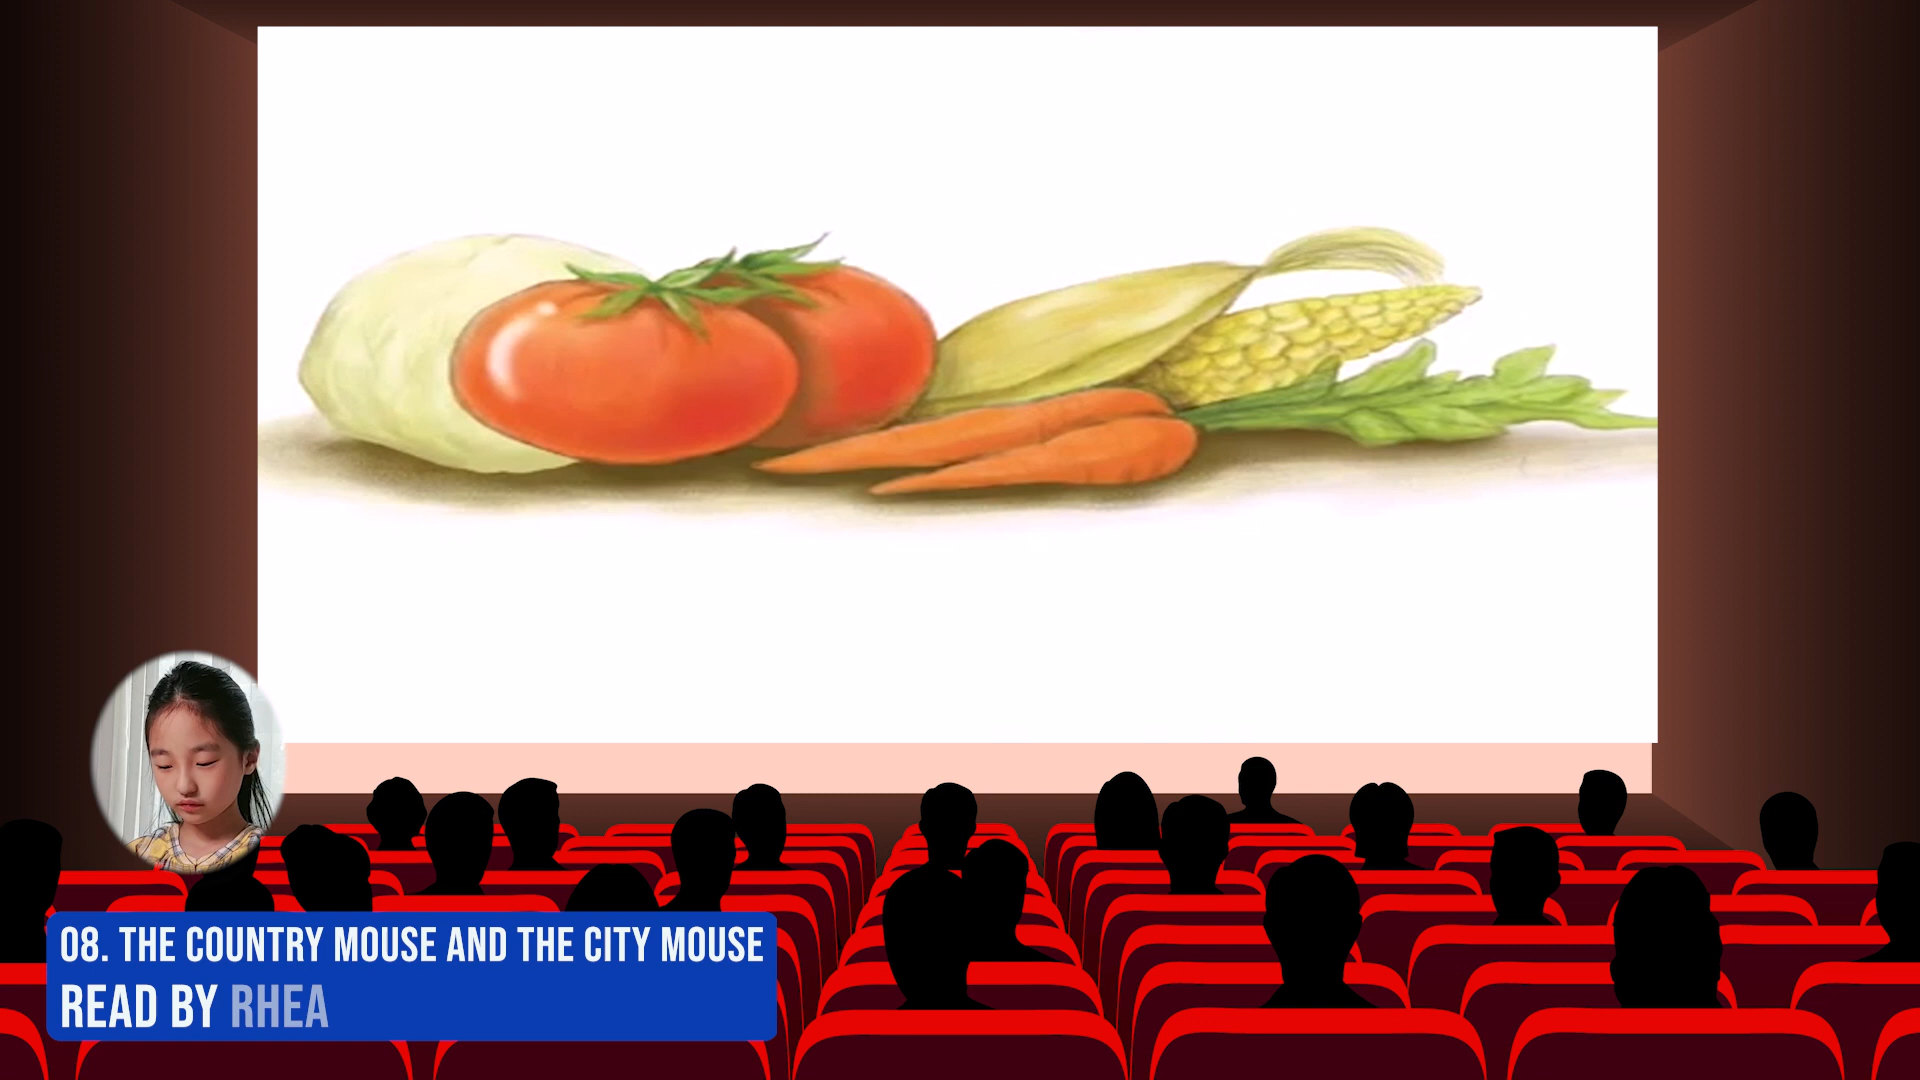 08. THE COUNTRY MOUSE AND THE CITY MOUSE
READ BY RHEA